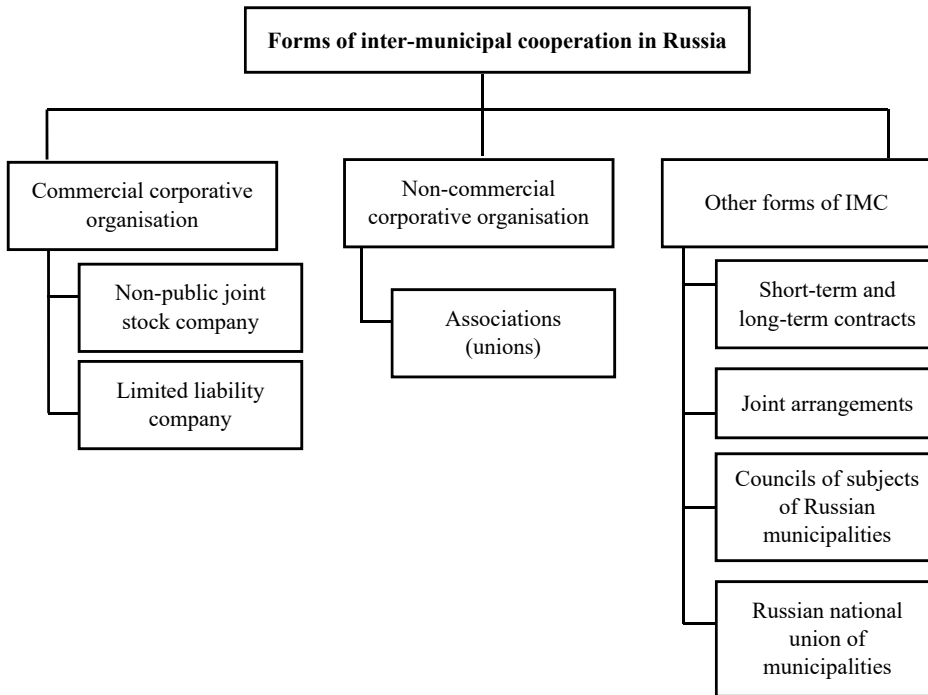 Forms of inter-municipal cooperation in Russia
Commercial corporative
organisation
Non-public joint
stock company
Limited liability
company
Non-commercial
corporative organisation
Associations
(unions)
Other forms of IMC
Short-term and
long-term contracts
Joint arrangements
Councils of subjects
of Russian
municipalities
Russian national
union of
municipalities